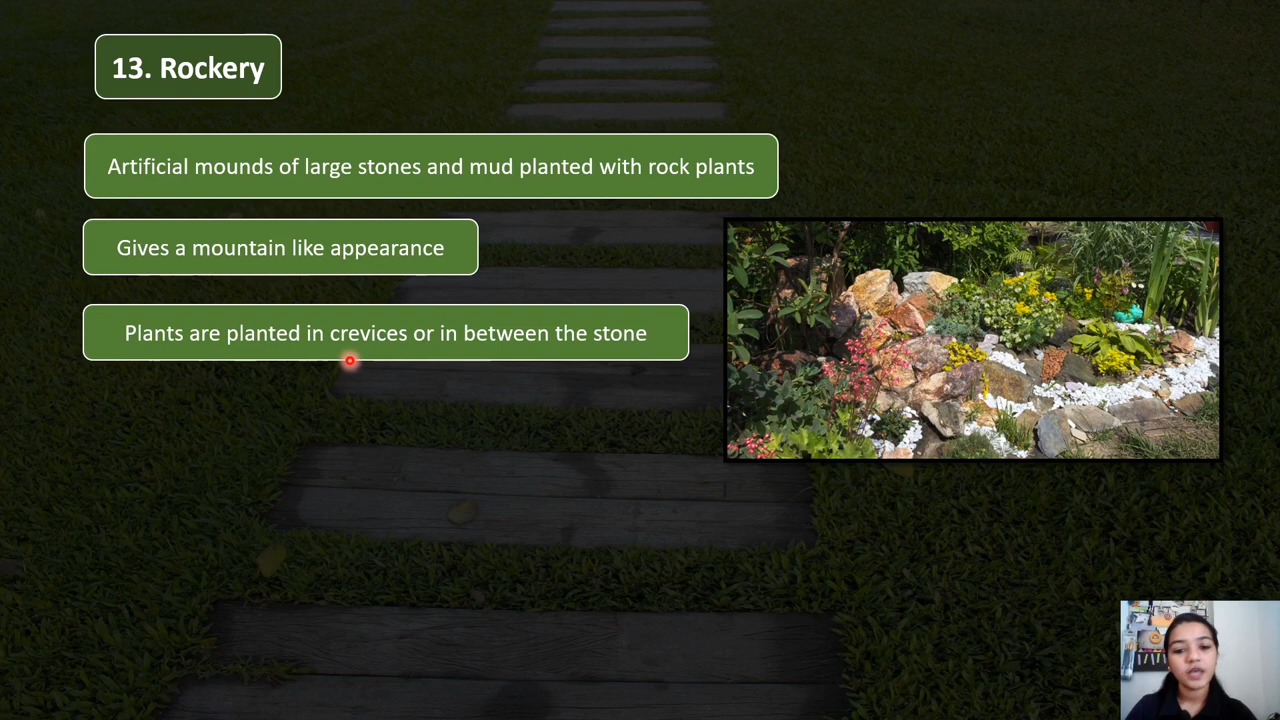 13. Rockery
Artificial mounds of large stones and mud planted with rock plants
Gives a mountain like appearance
Plants are planted in crevices or in between the stone